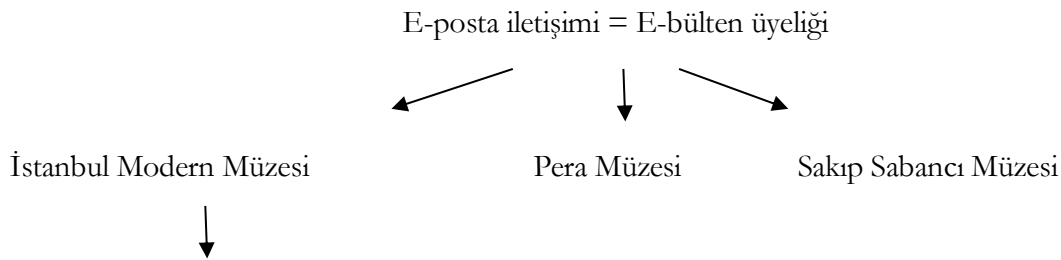 E-posta iletişimi = E-bülten üyeliği
İstanbul Modern Müzesi Pera Müzesi Sakıp Sabancı Müzesi